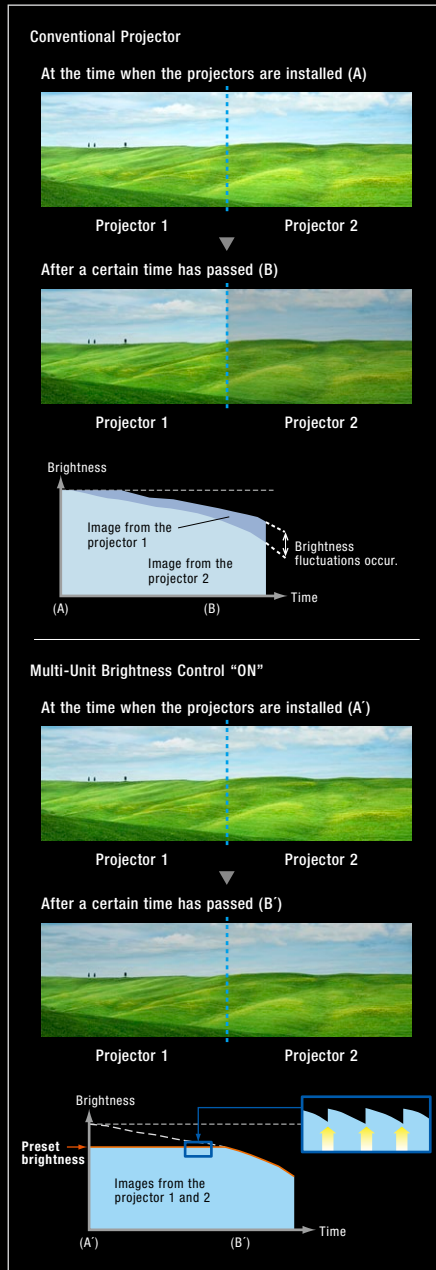 Conventional Projector
At the time when the projectors are installed (A)
Projector 1 Projector 2
After a certain time has passed (B)
Projector 1 Projector 2
Brightness
Image from the
projector 1
Image from the
projector 2
Brightness
fluctuations occur.
Time
(A) (B)
Multi-Unit Brightness Control “ON”
At the time when the projectors are installed (A´)
Projector 1 Projector 2
After a certain time has passed (B´)
Projector 1 Projector 2
Brightness
Preset
brightness
Images from the
projector 1 and 2
Time
(A´) (B´)